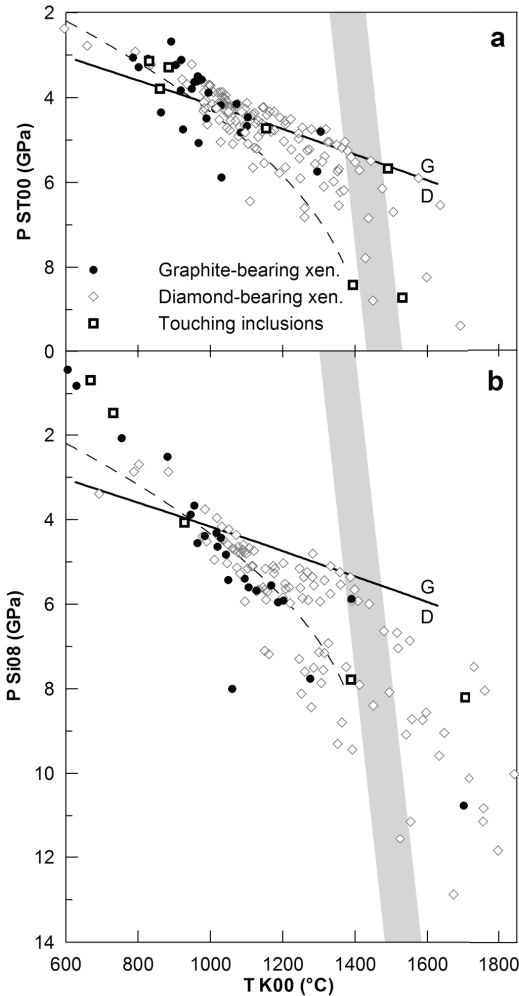 2
a
4
6
8
0
P ST00 (GPa)
G
D
Graphite-bearing xen.
Diamond-bearing xen.
Touching inclusions
b
2
4
6
8
10
12
14
P Si08 (GPa)
G
D
600 800 1000 1200 1400 1600 1800
T K00 (°C)